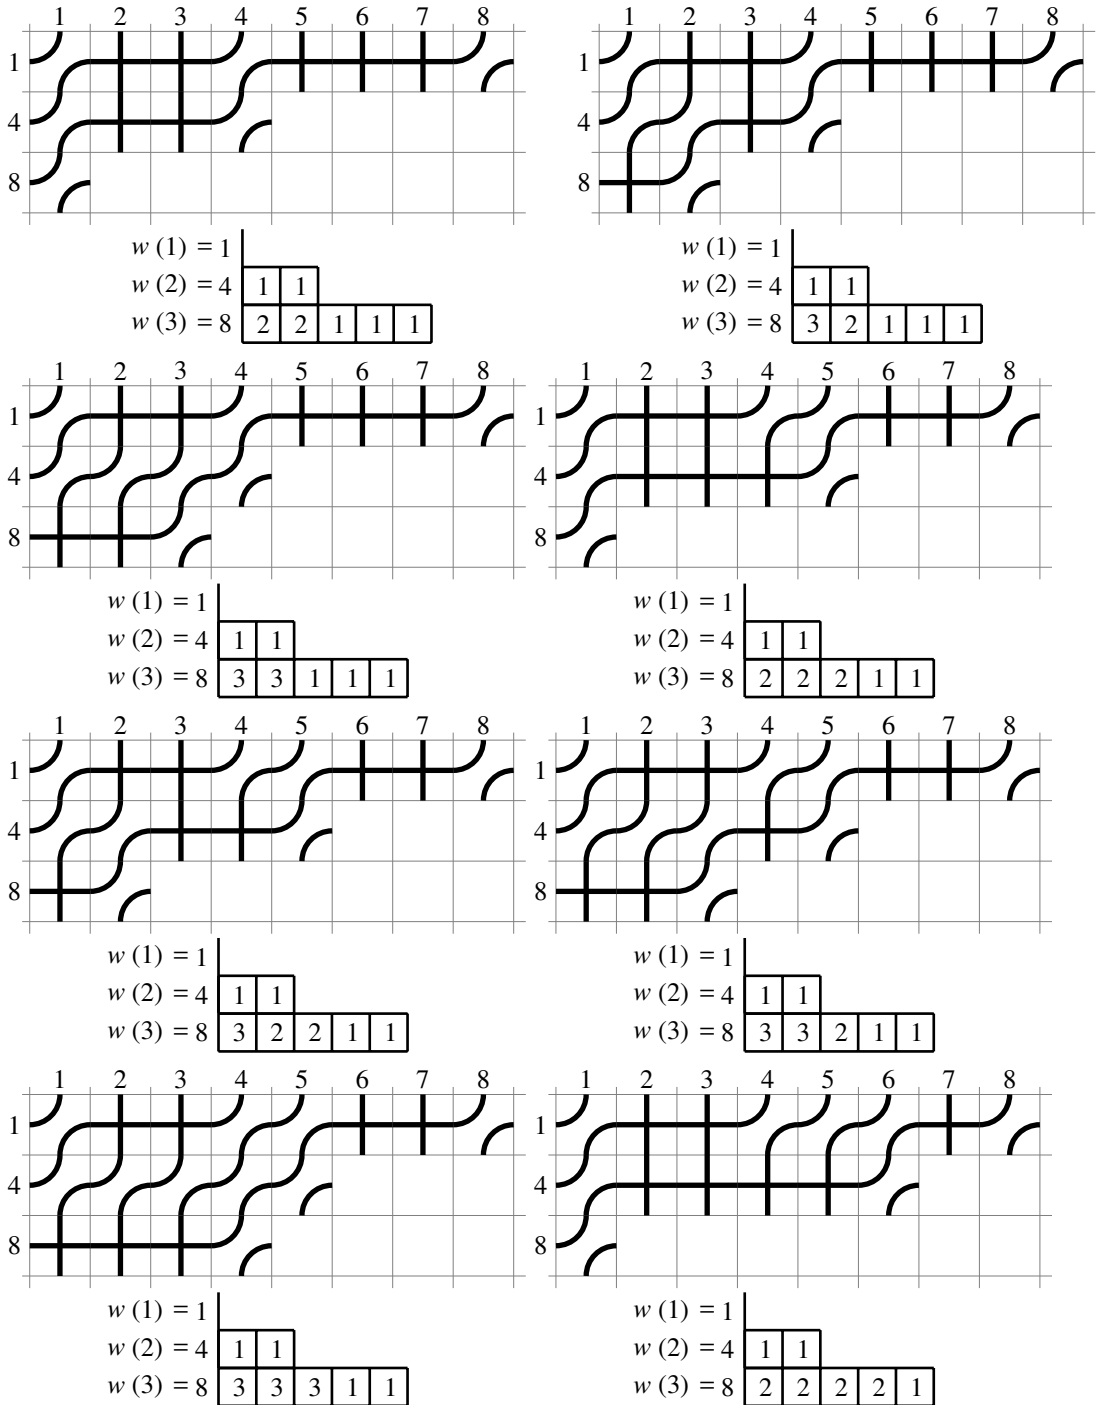 1 2 3 4 5 6 7 8
1
4
8
w (1) = 1
w (2) = 4 1 1
w (3) = 8 2 2 1 1 1
1 2 3 4 5 6 7 8
1
4
8
w (1) = 1
w (2) = 4 1 1
w (3) = 8 3 2 1 1 1
1 2 3 4 5 6 7 8
1
4
8
w (1) = 1
w (2) = 4 1 1
w (3) = 8 3 3 1 1 1
1 2 3 4 5 6 7 8
1
4
8
w (1) = 1
w (2) = 4 1 1
w (3) = 8 2 2 2 1 1
1 2 3 4 5 6 7 8
1
4
8
w (1) = 1
w (2) = 4 1 1
w (3) = 8 3 2 2 1 1
1 2 3 4 5 6 7 8
1
4
8
w (1) = 1
w (2) = 4 1 1
w (3) = 8 3 3 2 1 1
1 2 3 4 5 6 7 8
1
4
8
w (1) = 1
w (2) = 4 1 1
w (3) = 8 3 3 3 1 1
1 2 3 4 5 6 7 8
1
4
8
w (1) = 1
w (2) = 4 1 1
w (3) = 8 2 2 2 2 1